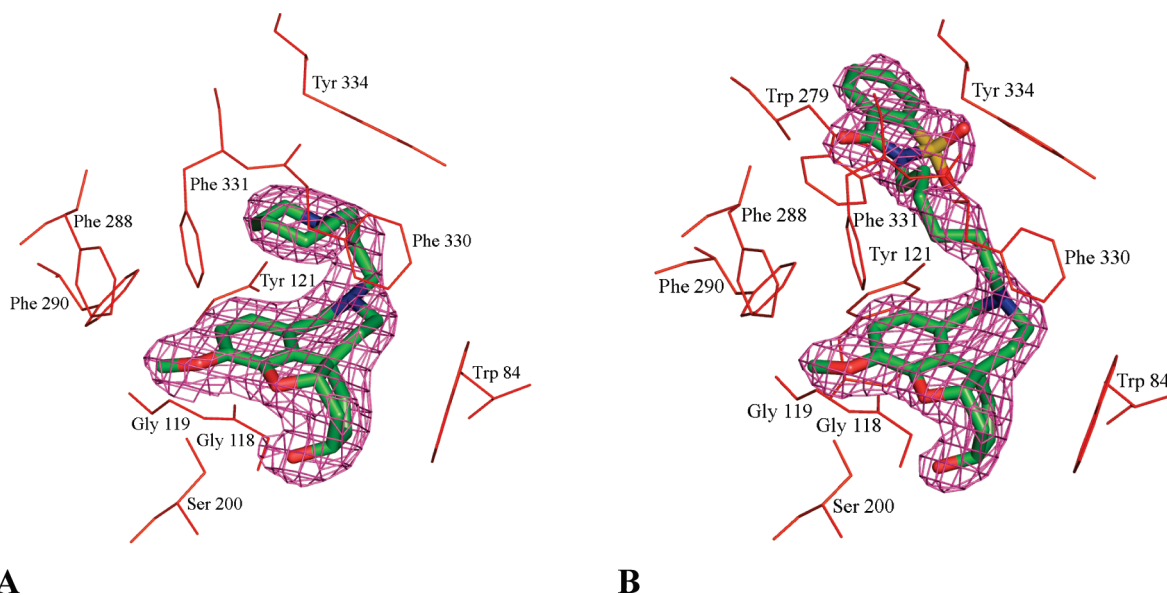 Tyr 334
Phe 331
Phe 288
Phe 330
Tyr 121
Phe 290
Trp 84
Gly 119
Gly 118
Ser 200
A
Trp 279
Tyr 334
Phe 288
Phe 331
Tyr 121
Phe 330
Phe 290
Trp 84
Gly 119
Gly 118
Ser 200
B